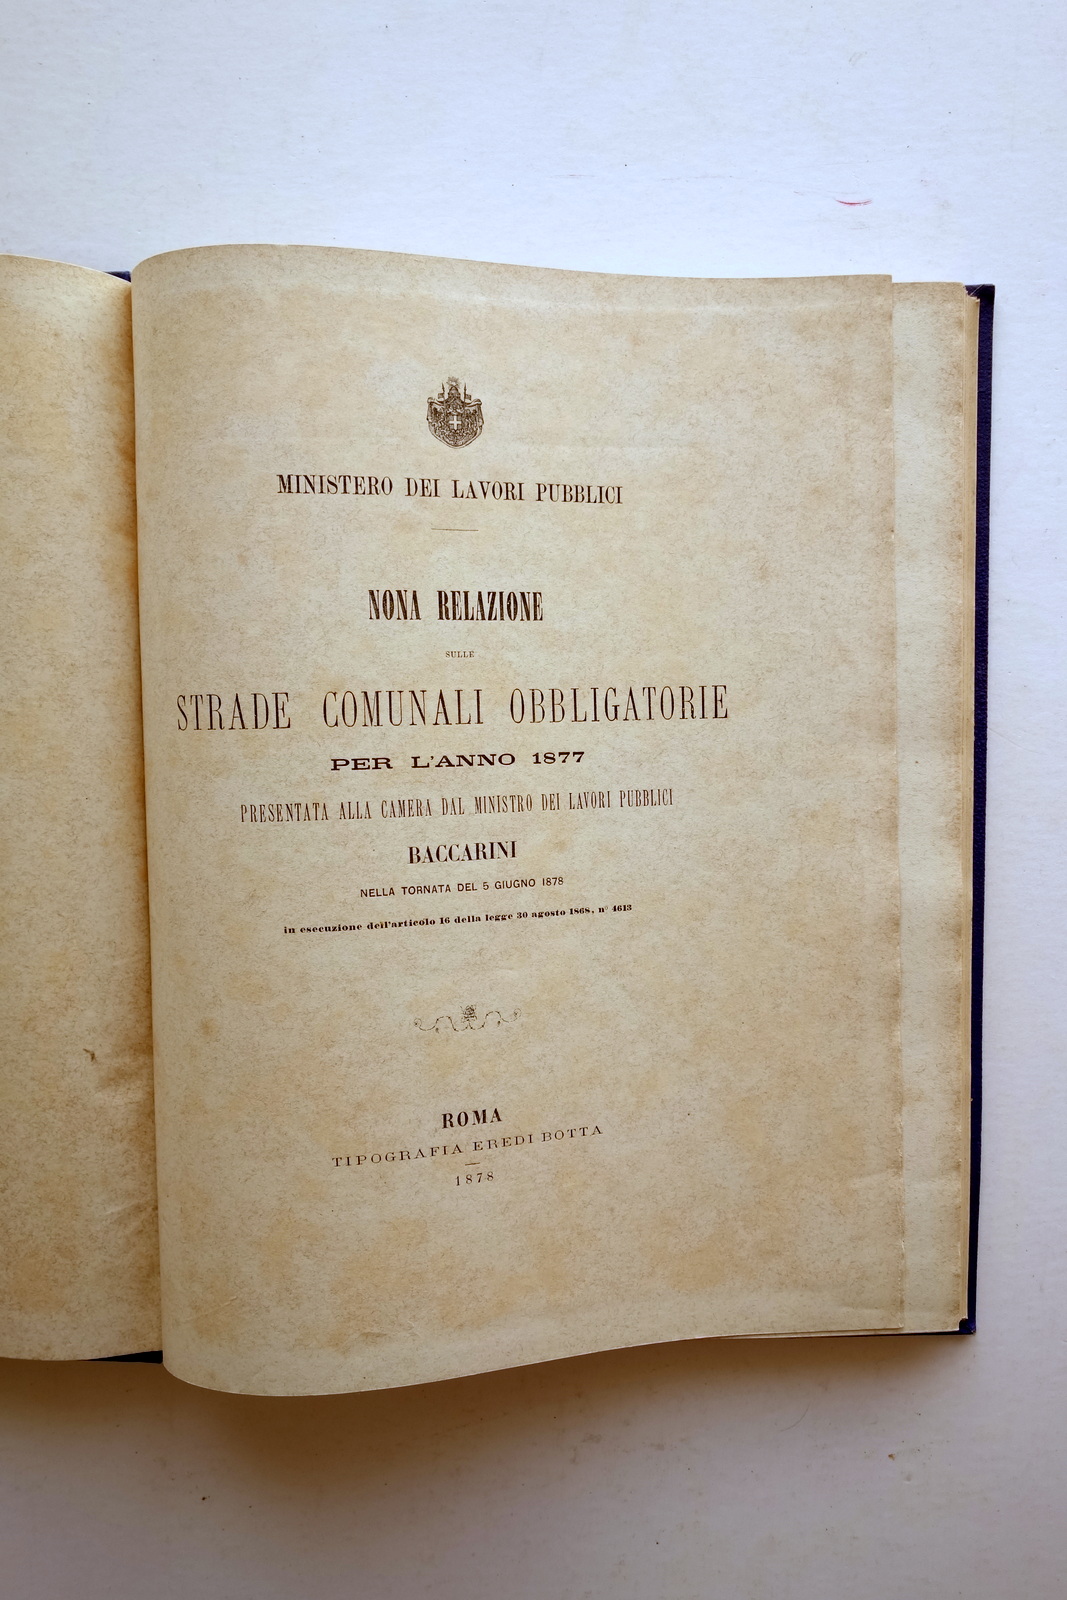 MINISTERO DEI LAVORI PUBBLICI
NONA RELAZIONE
SULLE
STRADE COMUNALI OBBLIGATORIE
PER L'ANNO 1877
PRESENTATA ALLA CAMERA DAL MINISTRO DEI LAVORI PUBBLICI
BACCARINI
NELLA TORNATA DEL 5 GIUGNO 1878
in esecuzione dell'articolo 16 della legge 30 agosto 1868, n° 4613
ROMA
TIPOGRAFIA EREDI BOTTA
1878